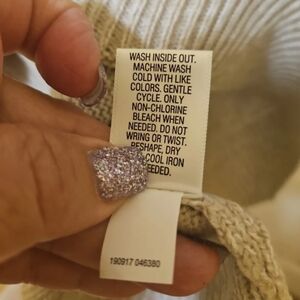 WASH INSIDE OUT.
MACHINE WASH
COLD WITH LIKE
COLORS. GENTLE
CYCLE. ONLY
NON-CHLORINE
BLEACH WHEN
NEEDED. DO NOT
WRING OR TWIST.
RESHAPE, DRY
COOL IRON
EEDED.
190917 046380